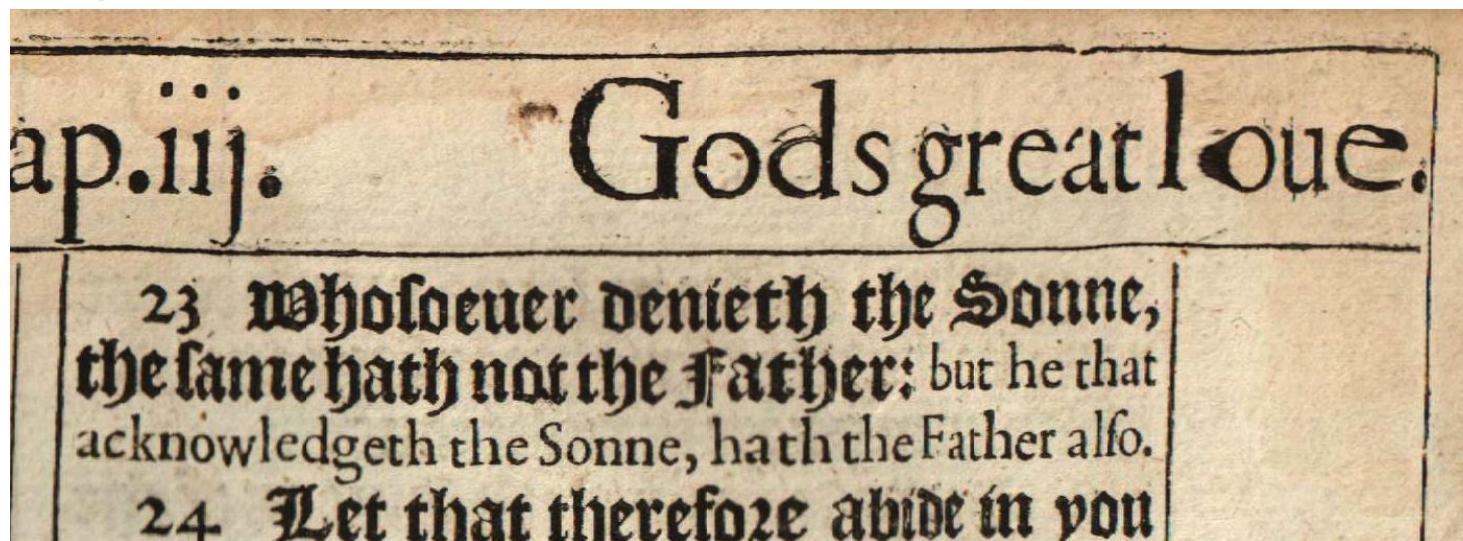 ap.iij. Gods great loue.
23 Whoſoeuer denieth the Sonne,
the ſame hath not the Father: but he that
acknowledgeth the Sonne, hath the Father alſo.
24 Let that therefoꝛe abide in you